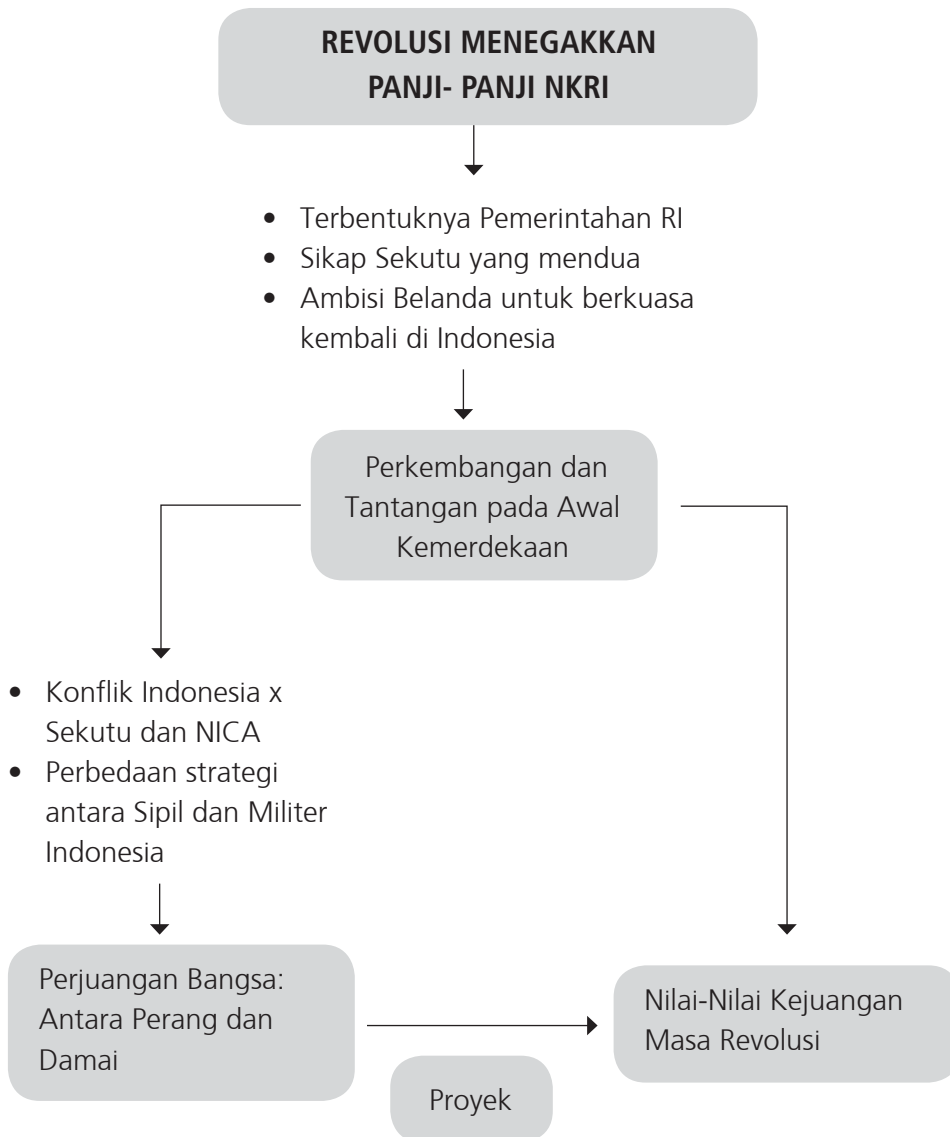 REVOLUSI MENEGAKKAN
PANJI- PANJI NKRI
• Terbentuknya Pemerintahan RI
• Sikap Sekutu yang mendua
• Ambisi Belanda untuk berkuasa
kembali di Indonesia
Perkembangan dan
Tantangan pada Awal
Kemerdekaan
• Konflik Indonesia x
Sekutu dan NICA
• Perbedaan strategi
antara Sipil dan Militer
Indonesia
Perjuangan Bangsa:
Antara Perang dan
Damai
Nilai-Nilai Kejuangan
Masa Revolusi
Proyek